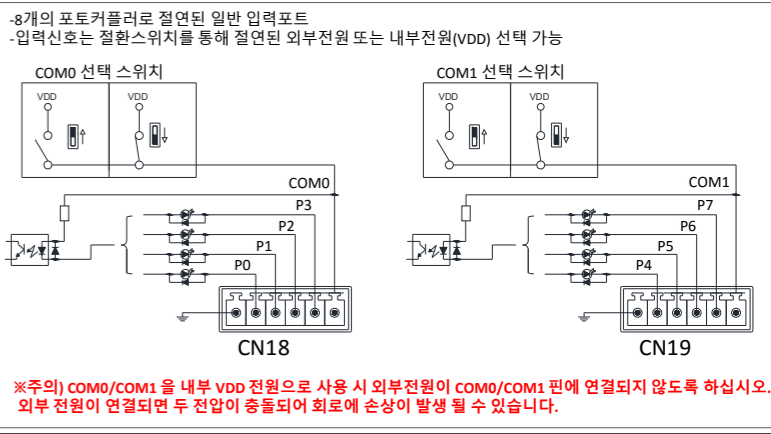 -8개의 포토커플러로 절연된 일반 입력포트
-입력신호는 절환스위치를 통해 절연된 외부전원 또는 내부전원(VDD) 선택 가능
COM0 선택 스위치
COM1 선택 스위치
VDD
VDD
VDD
VDD
COM0
COM1
P3
P2
P1
P0
P7
P6
P5
P4
CN18
CN19
※주의) COM0/COM1 을 내부 VDD 전원으로 사용 시 외부전원이 COM0/COM1 핀에 연결되지 않도록 하십시오.
외부 전원이 연결되면 두 전압이 충돌되어 회로에 손상이 발생 될 수 있습니다.